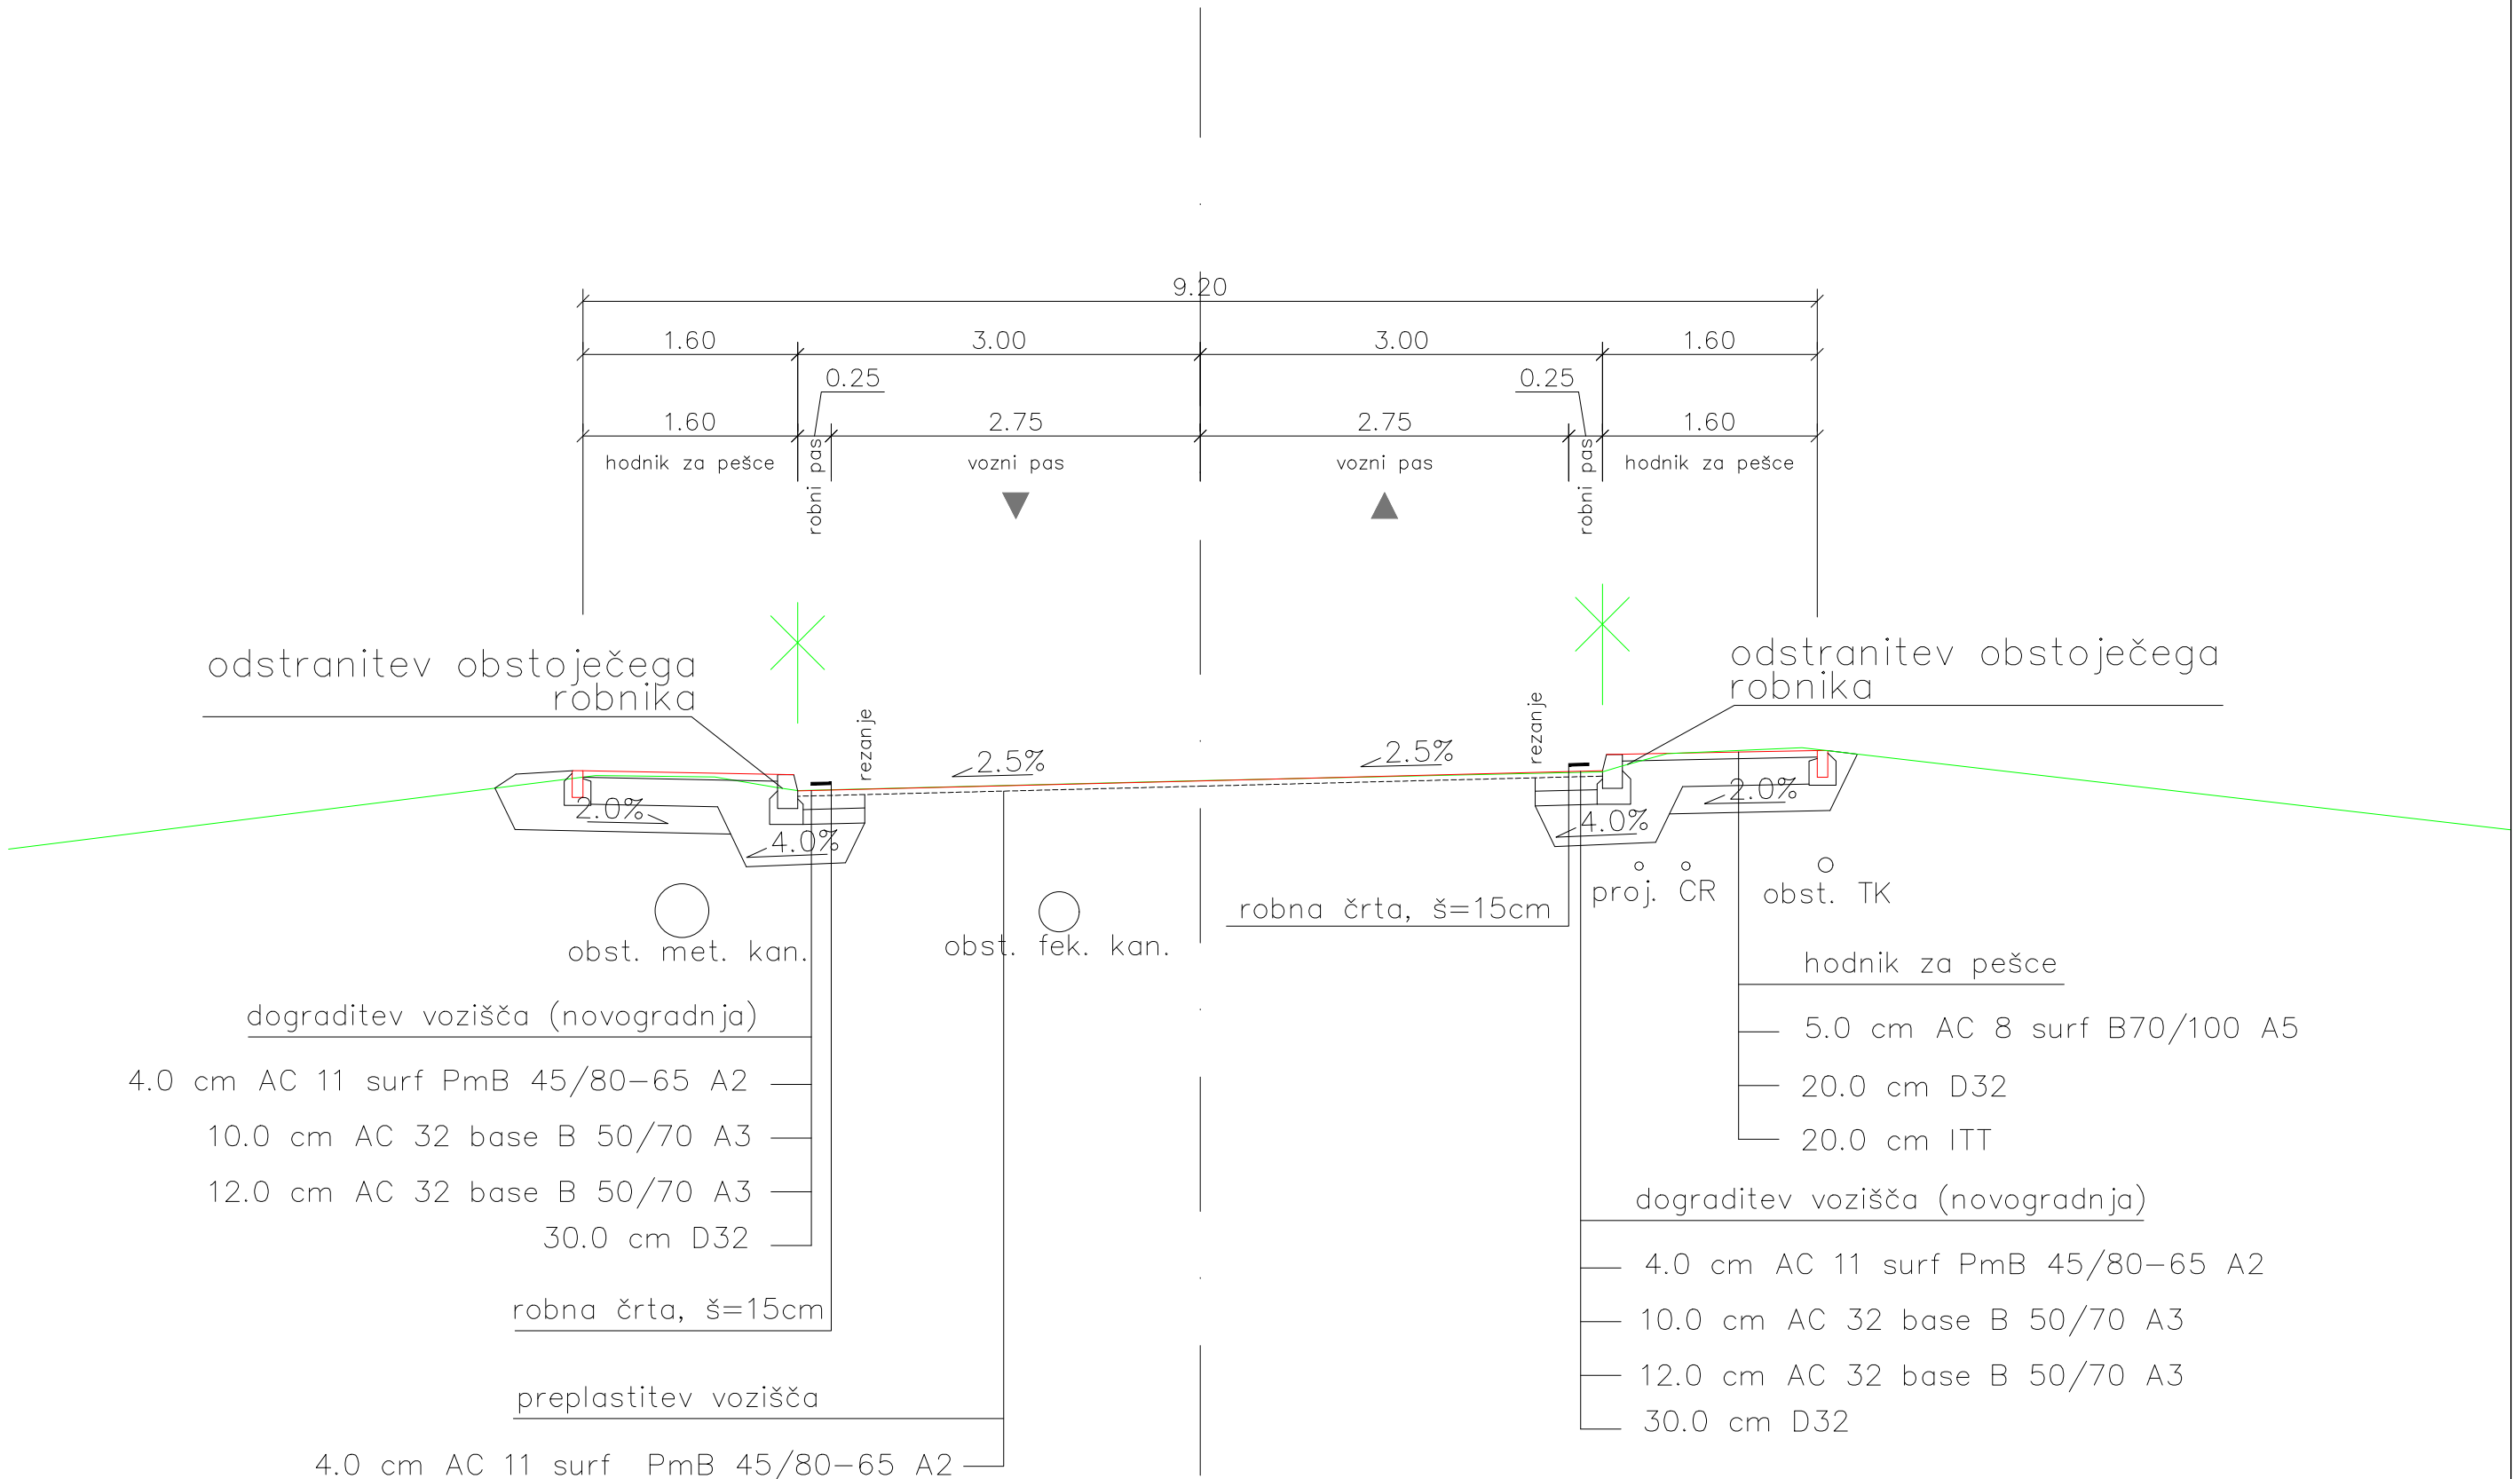 9.20
1.60
3.00
3.00
1.60
0.25
0.25
1.60
2.75
2.75
1.60
hodnik za pešce
robni pas
vozni pas
vozni pas
robni pas
hodnik za pešce
odstranitev obstoječega
robnika
odstranitev obstoječega
robnika
rezanje
rezanje
2.5%
2.5%
2.0%
4.0%
4.0%
2.0%
obst. met. kan.
obst. fek. kan.
robna črta, š=15cm
proj. CR
obst. TK
hodnik za pešce
5.0 cm AC 8 surf B70/100 A5
20.0 cm D32
20.0 cm ITT
dograditev vozišča (novogradnja)
4.0 cm AC 11 surf PmB 45/80-65 A2
10.0 cm AC 32 base B 50/70 A3
12.0 cm AC 32 base B 50/70 A3
30.0 cm D32
robna črta, š=15cm
preplastitev vozišča
4.0 cm AC 11 surf PmB 45/80-65 A2
dograditev vozišča (novogradnja)
4.0 cm AC 11 surf PmB 45/80-65 A2
10.0 cm AC 32 base B 50/70 A3
12.0 cm AC 32 base B 50/70 A3
30.0 cm D32